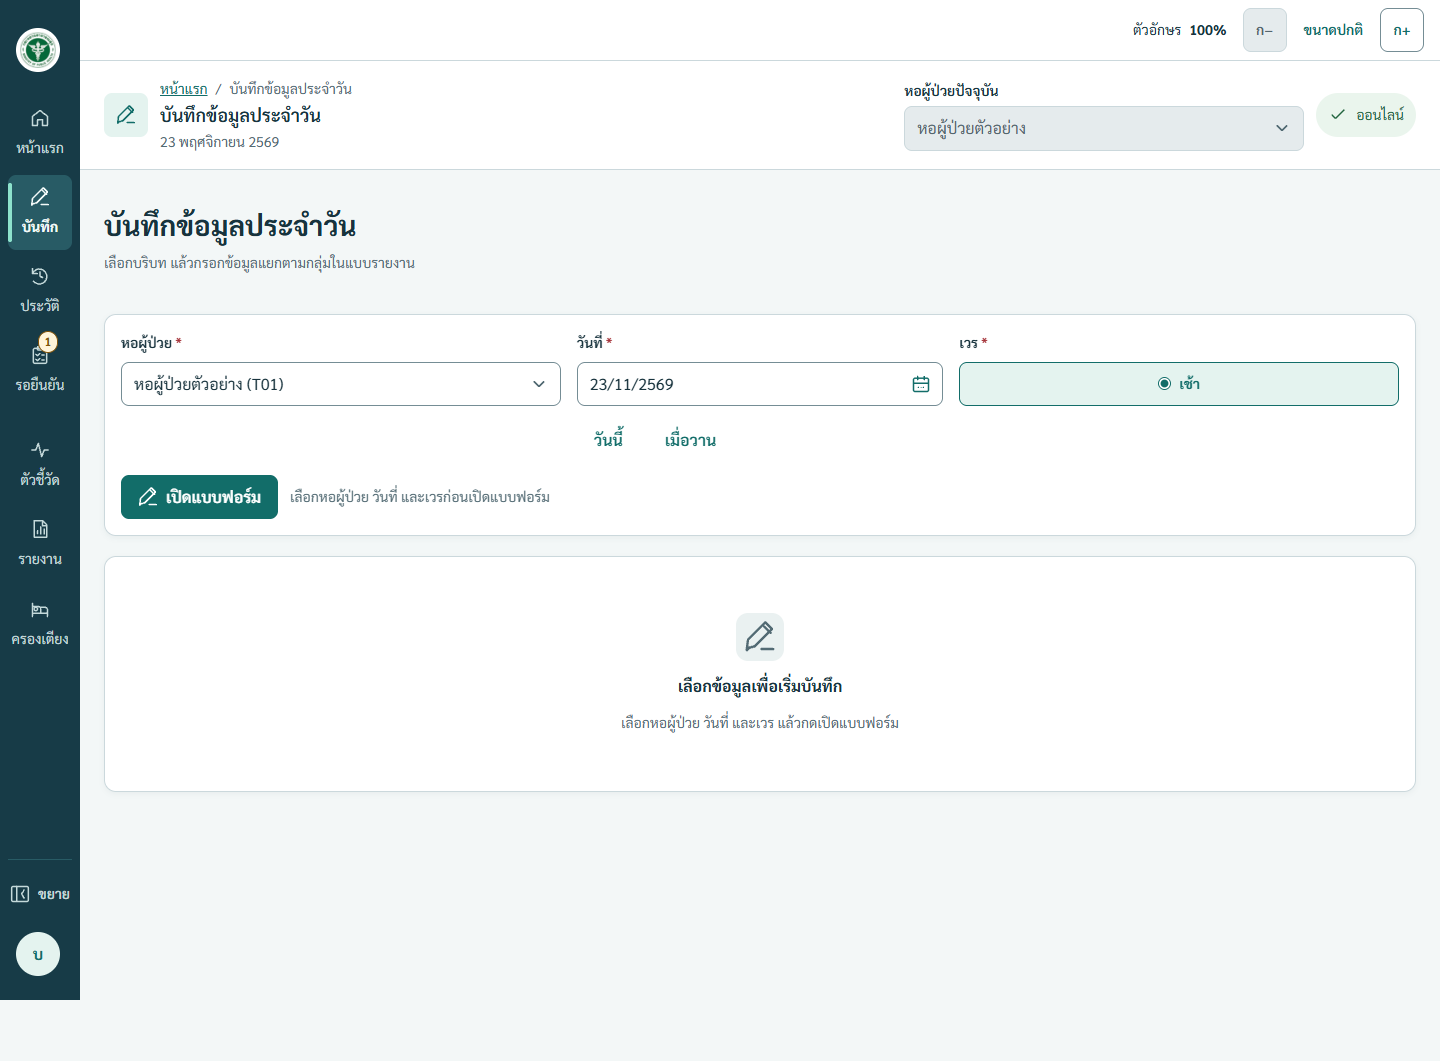 ตัวอักษร 100% ก− ขนาดปกติ ก+
หน้าแรก / บันทึกข้อมูลประจำวัน
บันทึกข้อมูลประจำวัน
23 พฤศจิกายน 2569
หอผู้ป่วยปัจจุบัน
หอผู้ป่วยตัวอย่าง
ออนไลน์
หน้าแรก
บันทึก
ประวัติ
1
รอยืนยัน
ตัวชี้วัด
รายงาน
ครองเตียง
ขยาย
บ
บันทึกข้อมูลประจำวัน
เลือกบริบท แล้วกรอกข้อมูลแยกตามกลุ่มในแบบรายงาน
หอผู้ป่วย * วันที่ * เวร *
หอผู้ป่วยตัวอย่าง (T01) 23/11/2569 เช้า
วันนี้ เมื่อวาน
เปิดแบบฟอร์ม เลือกหอผู้ป่วย วันที่ และเวรก่อนเปิดแบบฟอร์ม
เลือกข้อมูลเพื่อเริ่มบันทึก
เลือกหอผู้ป่วย วันที่ และเวร แล้วกดเปิดแบบฟอร์ม